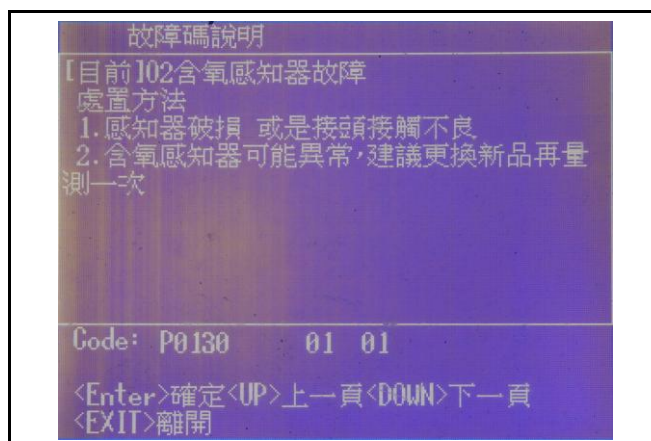 故障碼說明
[目前]O2含氧感知器故障
處置方法
1.感知器破損 或是接頭接觸不良
2.含氧感知器可能異常,建議更換新品再量
測一次
Code: P0130 01 01
<Enter>確定<UP>上一頁<DOWN>下一頁
<EXIT>離開